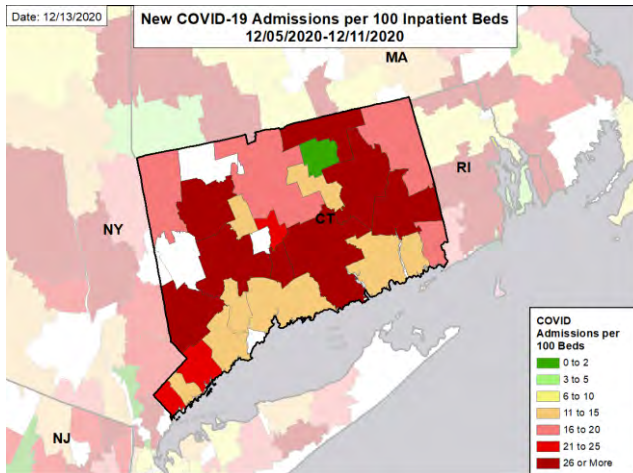 Date: 12/13/2020
New COVID-19 Admissions per 100 Inpatient Beds
12/05/2020-12/11/2020
MA
RI
NY
CT
NJ
COVID
Admissions per
100 Beds
0 to 2
3 to 5
6 to 10
11 to 15
16 to 20
21 to 25
26 or More